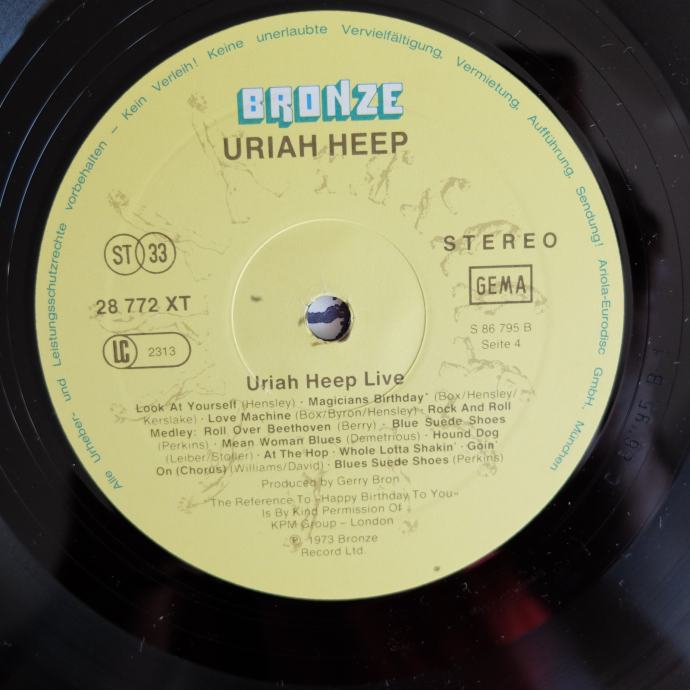 Alle Urheber- und Leistungsschutzrechte vorbehalten – Kein Verleih! Keine unerlaubte Vervielfältigung, Vermietung, Aufführung, Sendung! Ariola-Eurodisc GmbH, München
BRONZE
URIAH HEEP
ST 33
STEREO
28 772 XT
GEMA
LC 2313
S 86 795 B
Seite 4
Uriah Heep Live
Look At Yourself (Hensley) · Magicians Birthday* (Box/Hensley/
Kerslake) · Love Machine (Box/Byron/Hensley) · Rock And Roll
Medley: Roll Over Beethoven (Berry) · Blue Suede Shoes
(Perkins) · Mean Woman Blues (Demetrious) · Hound Dog
(Leiber/Stoller) · At The Hop · Whole Lotta Shakin' · Goin'
On (Chorus) (Williams/David) · Blues Suede Shoes (Perkins)
Produced by Gerry Bron
*The Reference To »Happy Birthday To You«
Is By Kind Permission Of
KPM Group – London
℗ 1973 Bronze
Record Ltd.